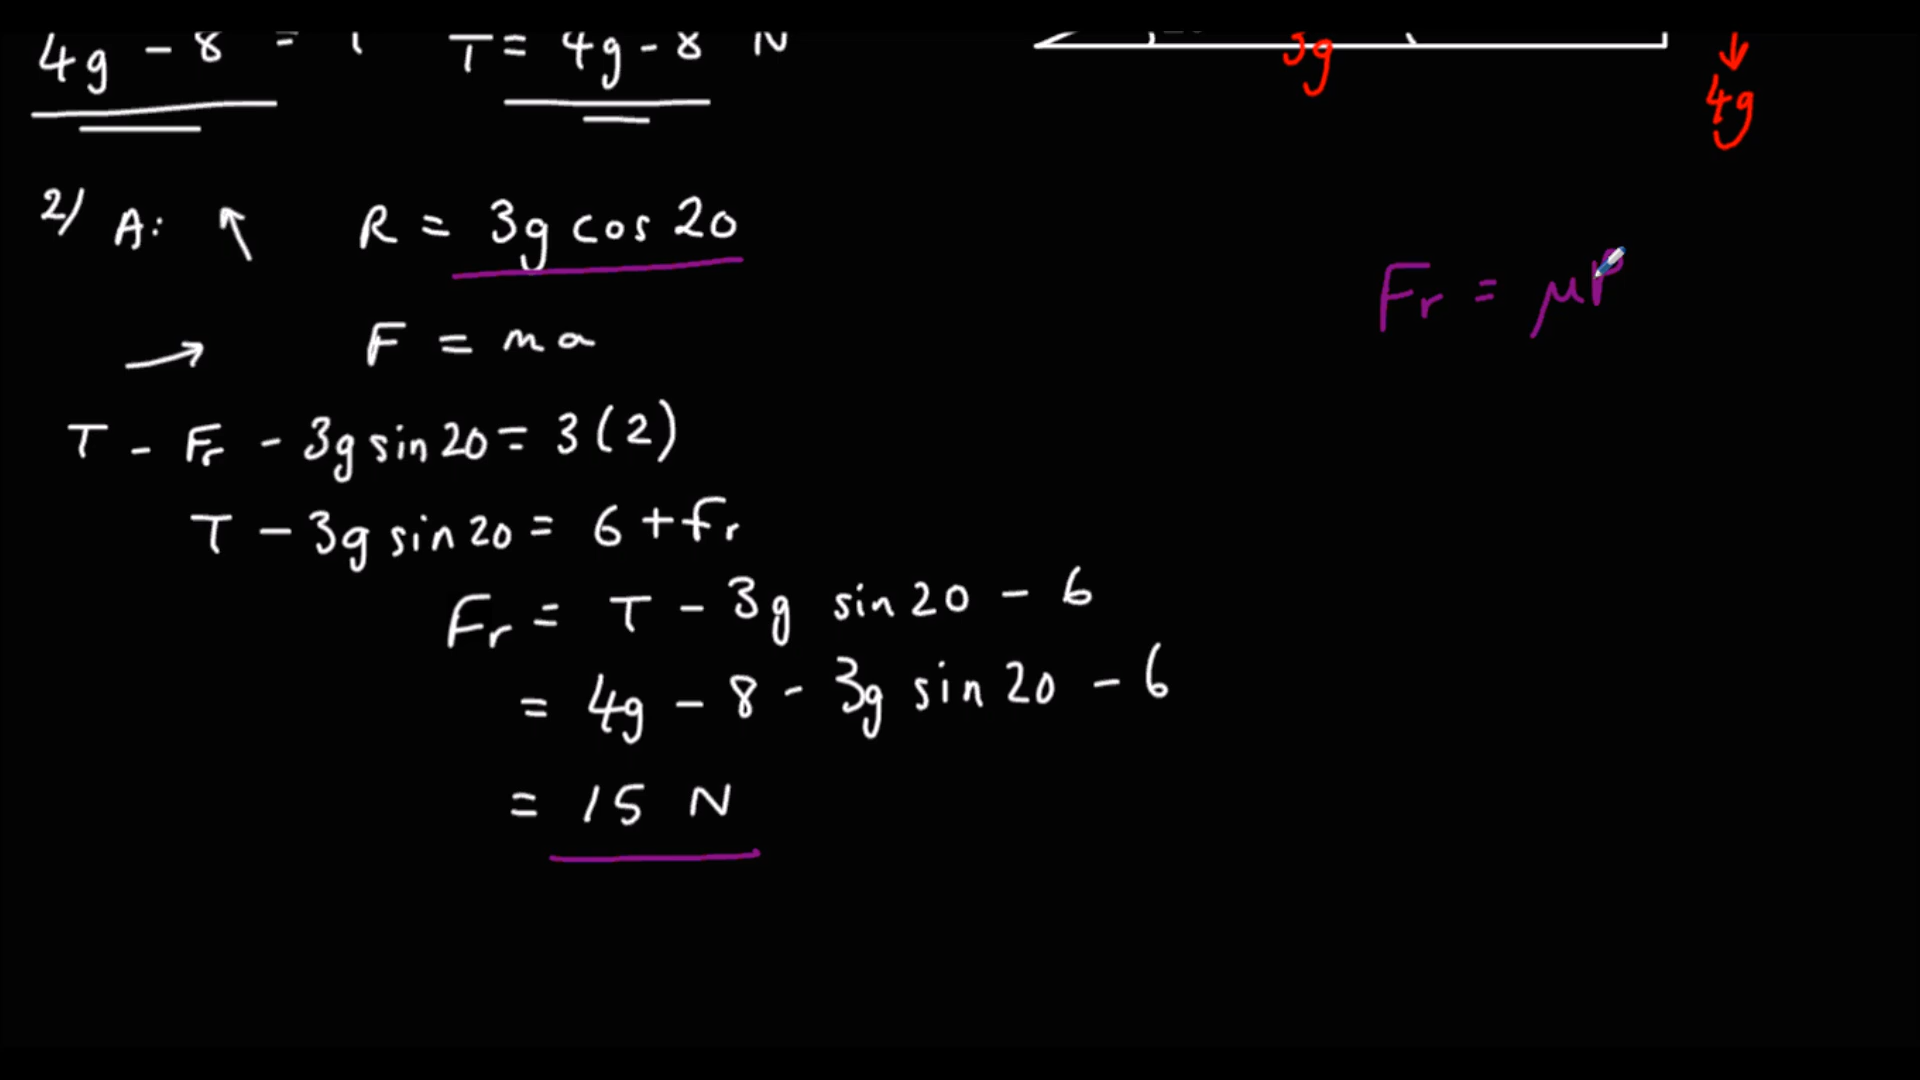 4g - 8 = T T = 4g - 8 N
3g
4g
2) A: ↖ R = 3g cos 20
Fr = μR
→ F = ma
T - Fr - 3g sin 20 = 3(2)
T - 3g sin 20 = 6 + Fr
Fr = T - 3g sin 20 - 6
= 4g - 8 - 3g sin 20 - 6
= 15 N